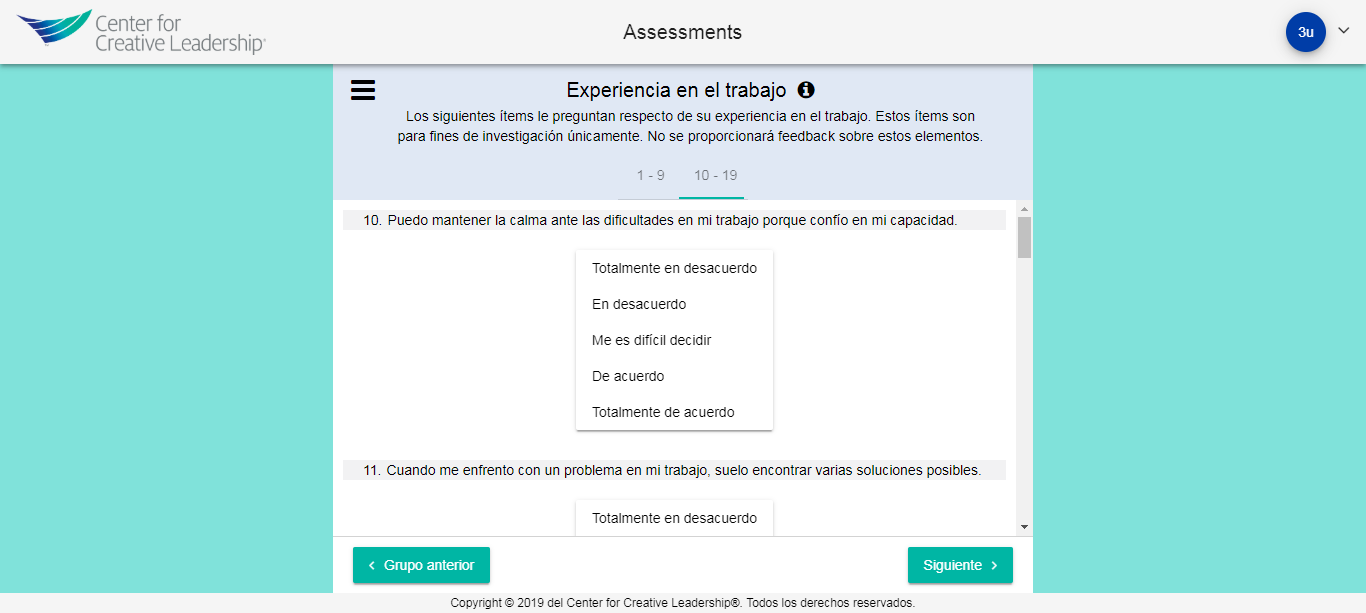 Center for
Creative Leadership®
Assessments
3u
Experiencia en el trabajo
Los siguientes ítems le preguntan respecto de su experiencia en el trabajo. Estos ítems son
para fines de investigación únicamente. No se proporcionará feedback sobre estos elementos.
1 - 9
10 - 19
10. Puedo mantener la calma ante las dificultades en mi trabajo porque confío en mi capacidad.
Totalmente en desacuerdo
En desacuerdo
Me es difícil decidir
De acuerdo
Totalmente de acuerdo
11. Cuando me enfrento con un problema en mi trabajo, suelo encontrar varias soluciones posibles.
Totalmente en desacuerdo
Grupo anterior
Siguiente
Copyright © 2019 del Center for Creative Leadership®. Todos los derechos reservados.